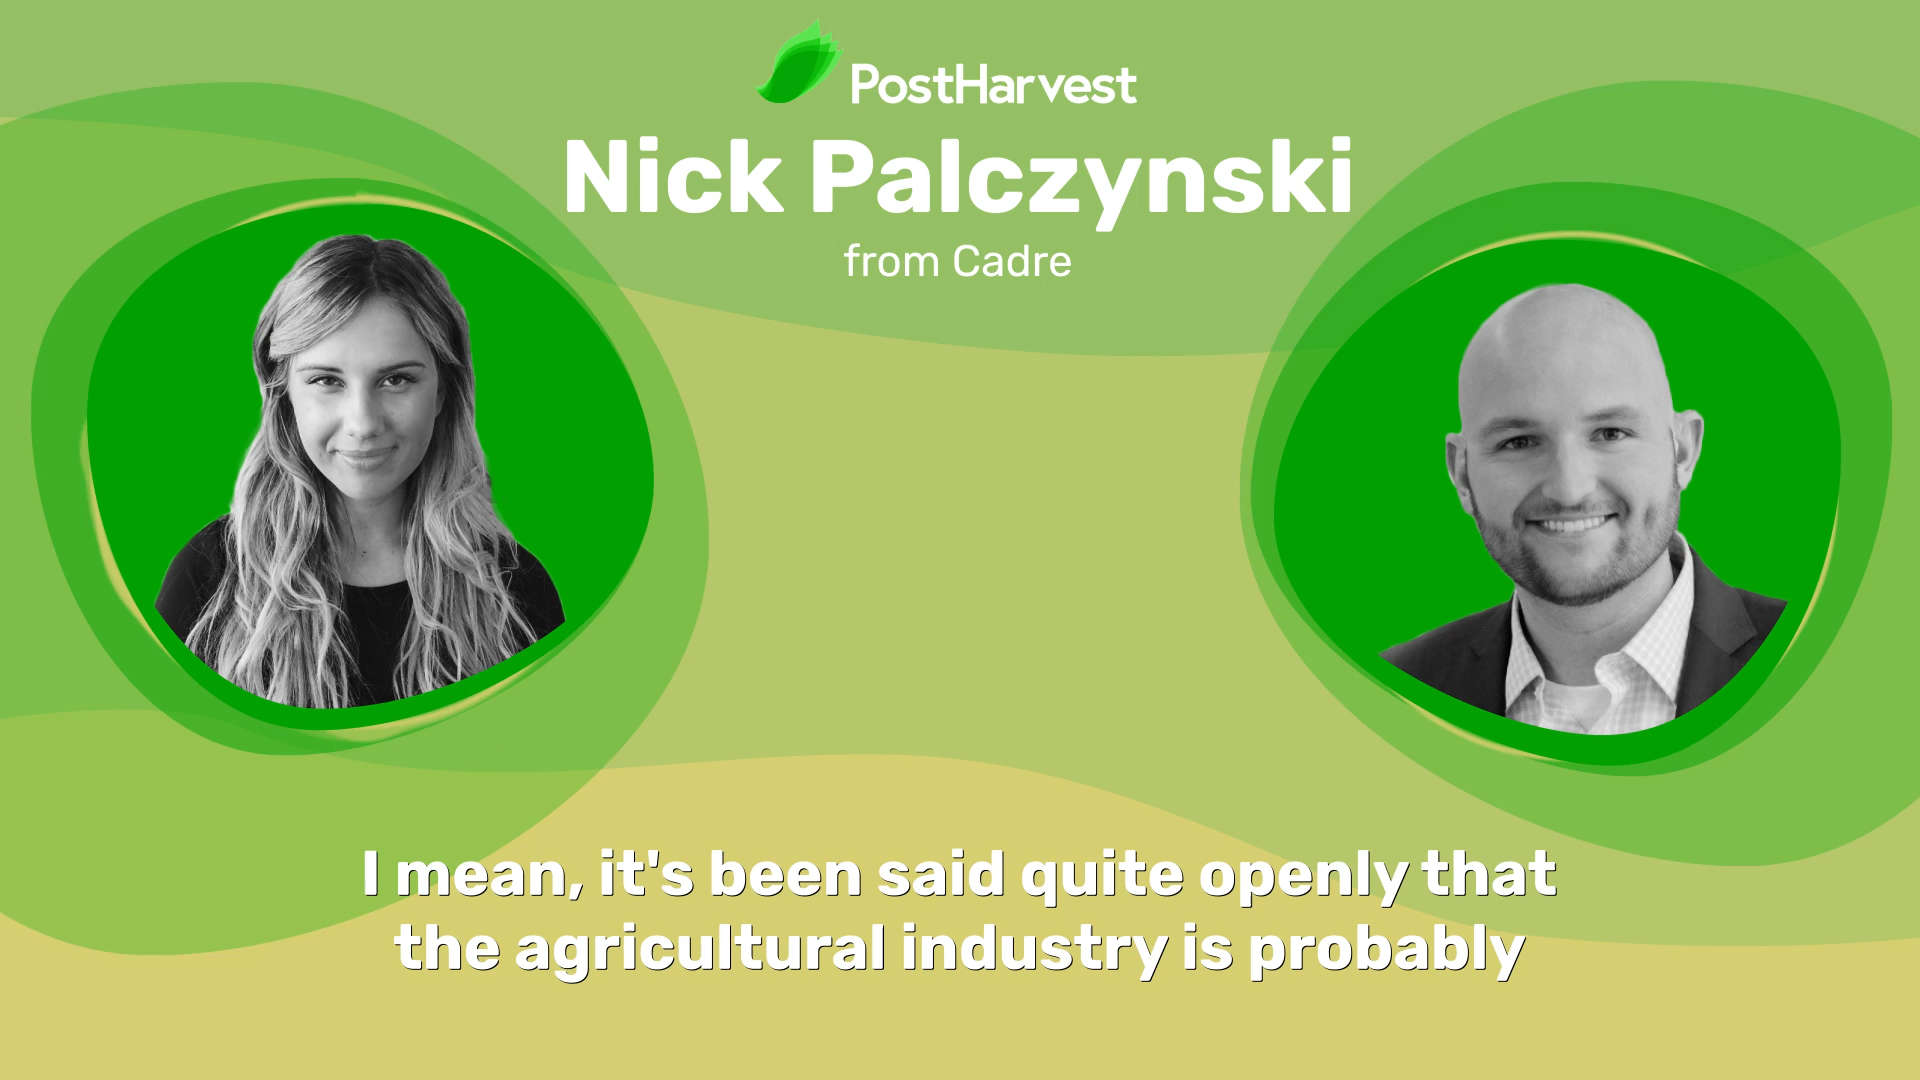 PostHarvest
Nick Palczynski
from Cadre
I mean, it's been said quite openly that
the agricultural industry is probably